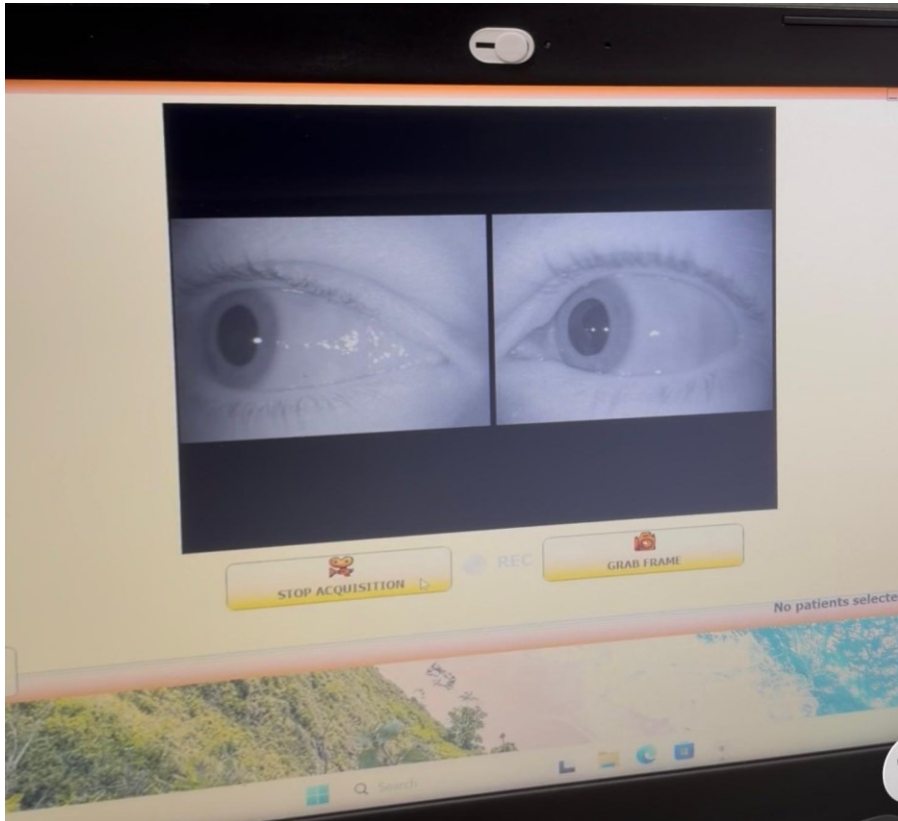 REC
STOP ACQUISITION
GRAB FRAME
No patients selecte
Search